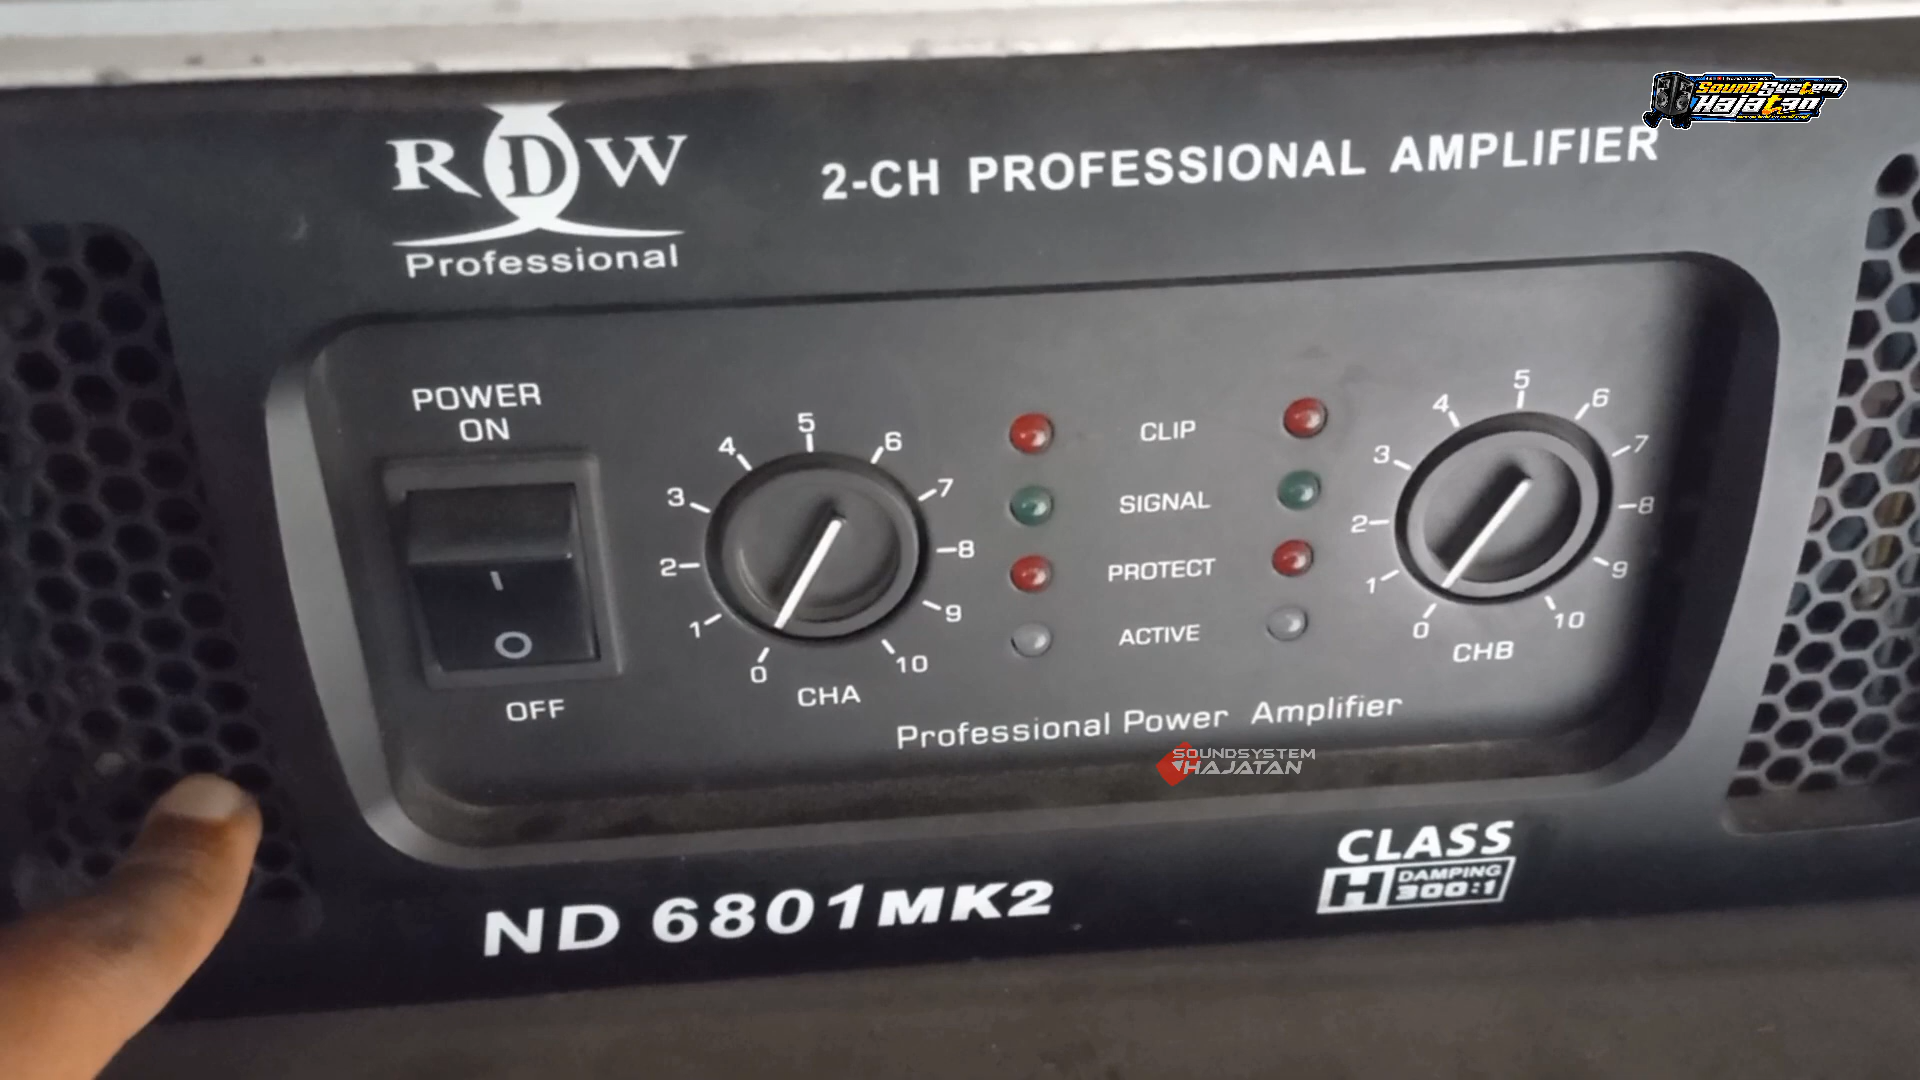 SoundSystem
Hajatan
RDW
Professional
2-CH PROFESSIONAL AMPLIFIER
POWER
ON
I
O
OFF
0 1 2 3 4 5 6 7 8 9 10
CHA
CLIP
SIGNAL
PROTECT
ACTIVE
0 1 2 3 4 5 6 7 8 9 10
CHB
Professional Power Amplifier
SOUNDSYSTEM
HAJATAN
ND 6801MK2
CLASS
H DAMPING
300:1